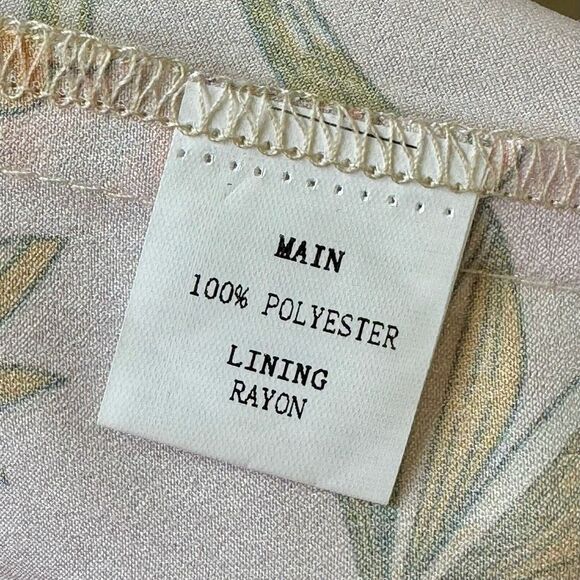 MAIN
100% POLYESTER
LINING
RAYON